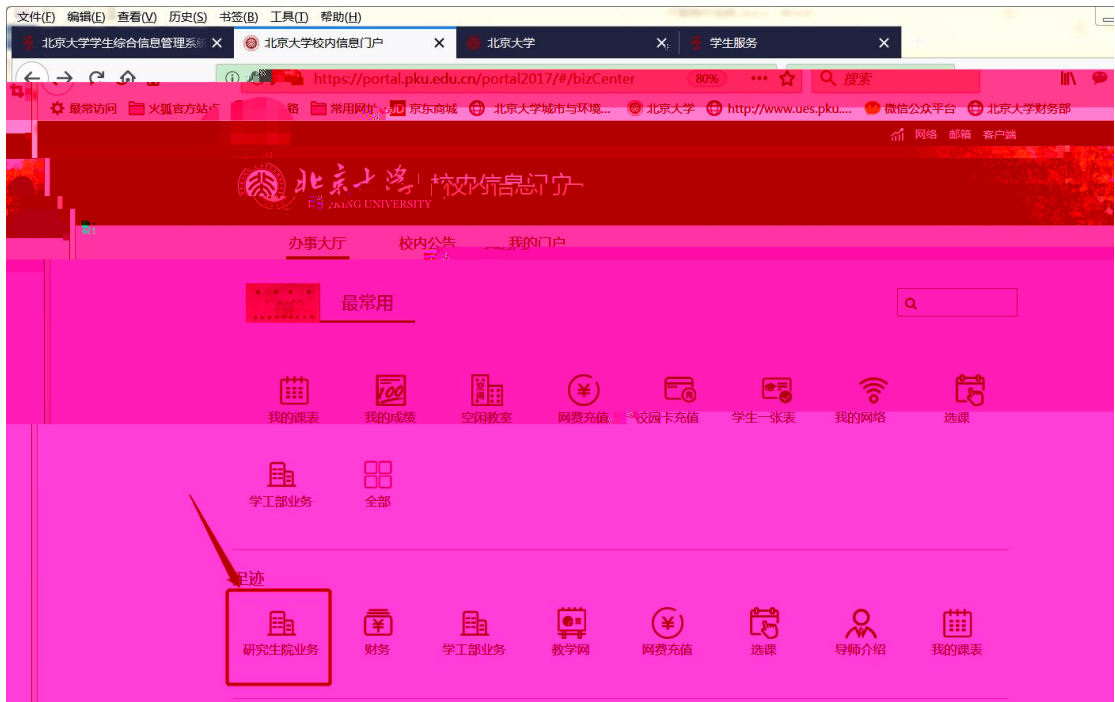 文件(F) 编辑(E) 查看(V) 历史(S) 书签(B) 工具(T) 帮助(H)
北京大学学生综合信息管理系统 北京大学校内信息门户 北京大学 学生服务
https://portal.pku.edu.cn/portal2017/#/bizCenter 80% 搜索
最常访问 火狐官方站点 常用网址 京东商城 北京大学城市与环境... 北京大学 http://www.ues.pku.... 微信公众平台 北京大学财务部
网络 邮箱 客户端
北京大学 校内信息门户
KING UNIVERSITY
办事大厅 校内公告 我的门户
最常用
我的课表 我的成绩 空闲教室 网费充值 校园卡充值 学生一张表 我的网络 选课
学工部业务 全部
足迹
研究生院业务 财务 学工部业务 教学网 网费充值 选课 导师介绍 我的课表